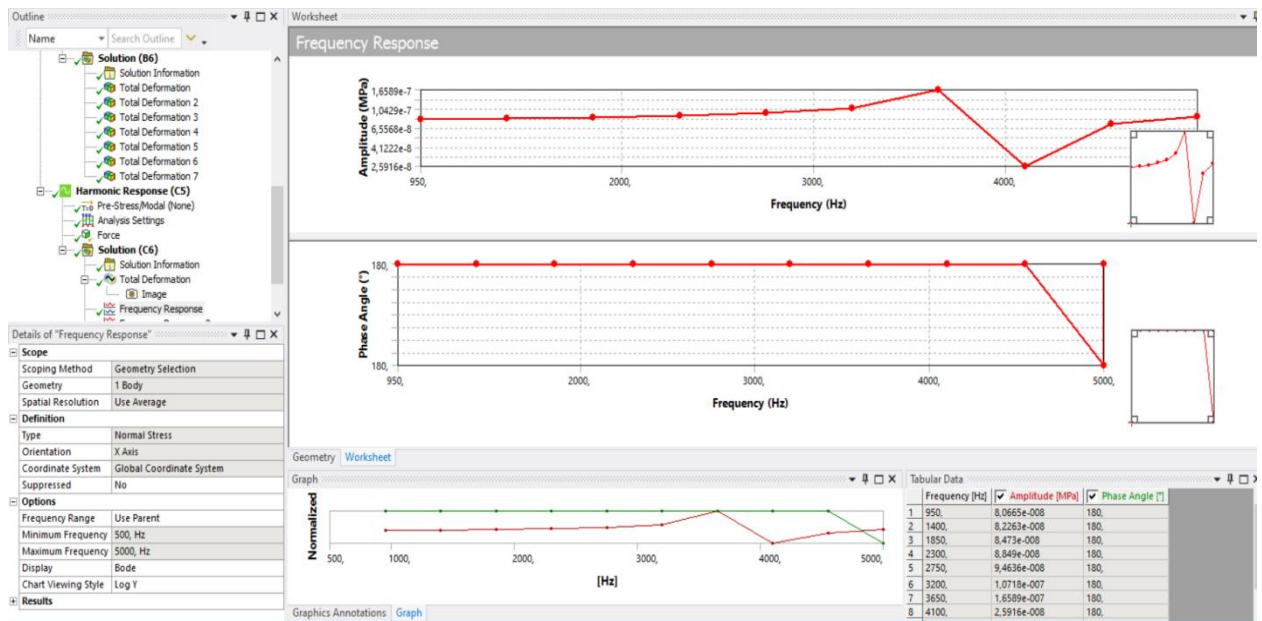 Outline
Name Search Outline
Solution (B6)
Solution Information
Total Deformation
Total Deformation 2
Total Deformation 3
Total Deformation 4
Total Deformation 5
Total Deformation 6
Total Deformation 7
Harmonic Response (C5)
Pre-Stress/Modal (None)
Analysis Settings
Force
Solution (C6)
Solution Information
Total Deformation
Image
Frequency Response
Details of "Frequency Response"
Scope
Scoping Method Geometry Selection
Geometry 1 Body
Spatial Resolution Use Average
Definition
Type Normal Stress
Orientation X Axis
Coordinate System Global Coordinate System
Suppressed No
Options
Frequency Range Use Parent
Minimum Frequency 500, Hz
Maximum Frequency 5000, Hz
Display Bode
Chart Viewing Style Log Y
Results
Worksheet
Frequency Response
Amplitude (MPa)
1,6589e-7
1,0429e-7
6,5568e-8
4,1222e-8
2,5916e-8
950, 2000, 3000, 4000,
Frequency (Hz)
Phase Angle (°)
180,
180,
950, 2000, 3000, 4000, 5000,
Frequency (Hz)
Geometry Worksheet
Graph
Normalized
500, 1000, 2000, 3000, 4000, 5000,
[Hz]
Graphics Annotations Graph
Tabular Data
Frequency [Hz] Amplitude [MPa] Phase Angle [°]
1 950, 8,0665e-008 180,
2 1400, 8,2263e-008 180,
3 1850, 8,473e-008 180,
4 2300, 8,849e-008 180,
5 2750, 9,4636e-008 180,
6 3200, 1,0718e-007 180,
7 3650, 1,6589e-007 180,
8 4100, 2,5916e-008 180,